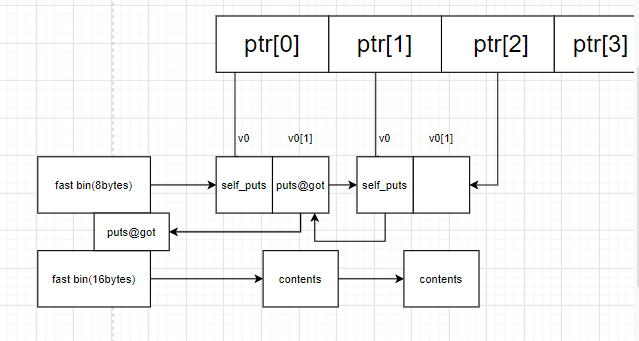 ptr[0] ptr[1] ptr[2] ptr[3]
v0 v0[1] v0 v0[1]
fast bin(8bytes) self_puts puts@got self_puts
puts@got
fast bin(16bytes) contents contents